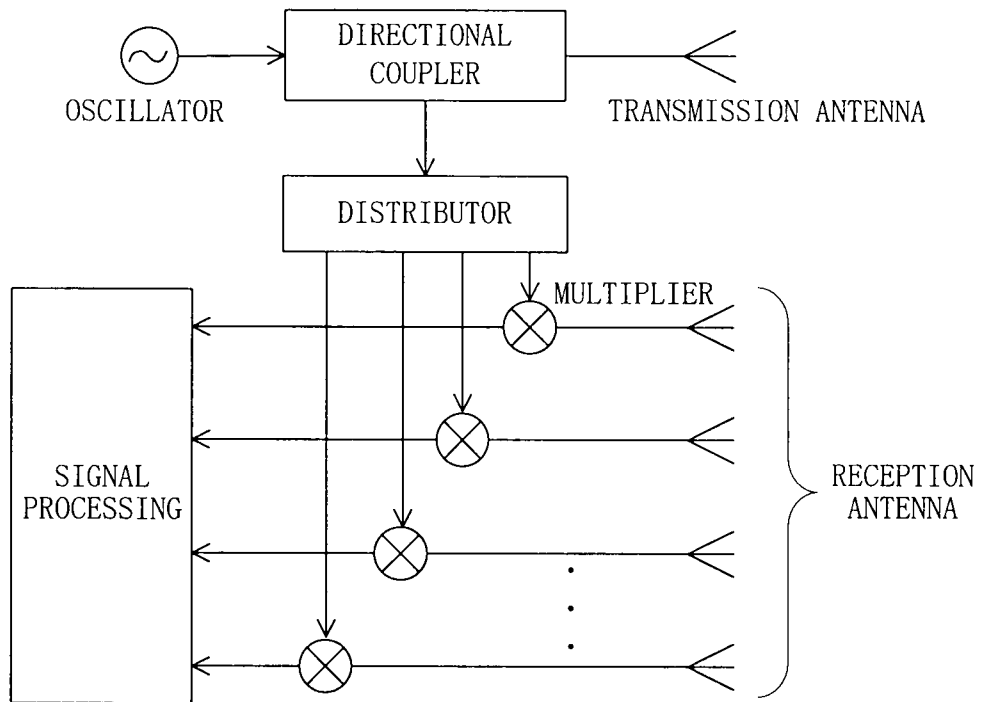 DIRECTIONAL
COUPLER
OSCILLATOR
TRANSMISSION ANTENNA
DISTRIBUTOR
MULTIPLIER
SIGNAL
PROCESSING
RECEPTION
ANTENNA